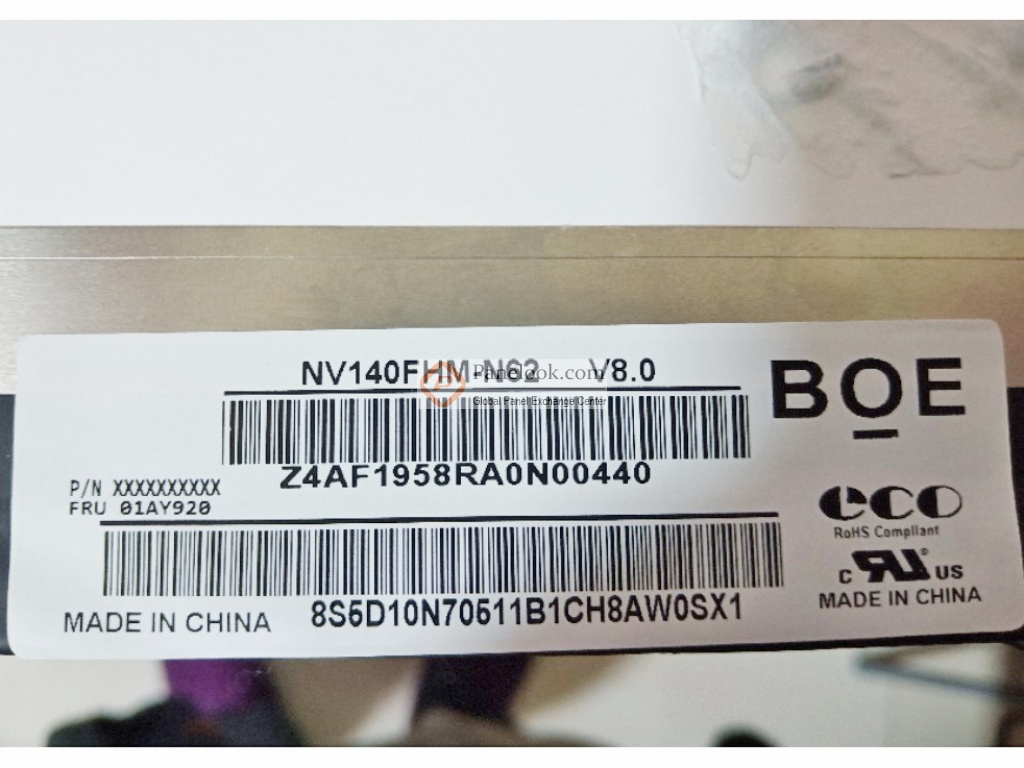 NV140FHM-N62 V8.0
BOE
Panelook.com
Global Panel Exchange Center
Z4AF1958RA0N00440
P/N XXXXXXXXXX
FRU 01AY920
eco
RoHS Compliant
c RU US
MADE IN CHINA
8S5D10N70511B1CH8AW0SX1
MADE IN CHINA